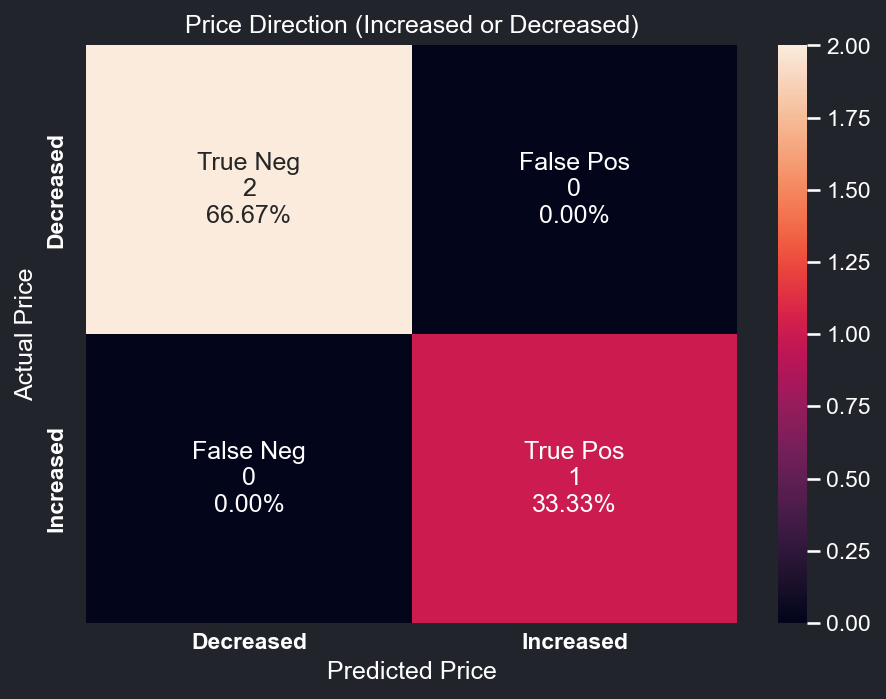 Price Direction (Increased or Decreased)
Actual Price
Decreased
Increased
True Neg
2
66.67%
False Pos
0
0.00%
False Neg
0
0.00%
True Pos
1
33.33%
Decreased
Increased
Predicted Price
2.00
1.75
1.50
1.25
1.00
0.75
0.50
0.25
0.00